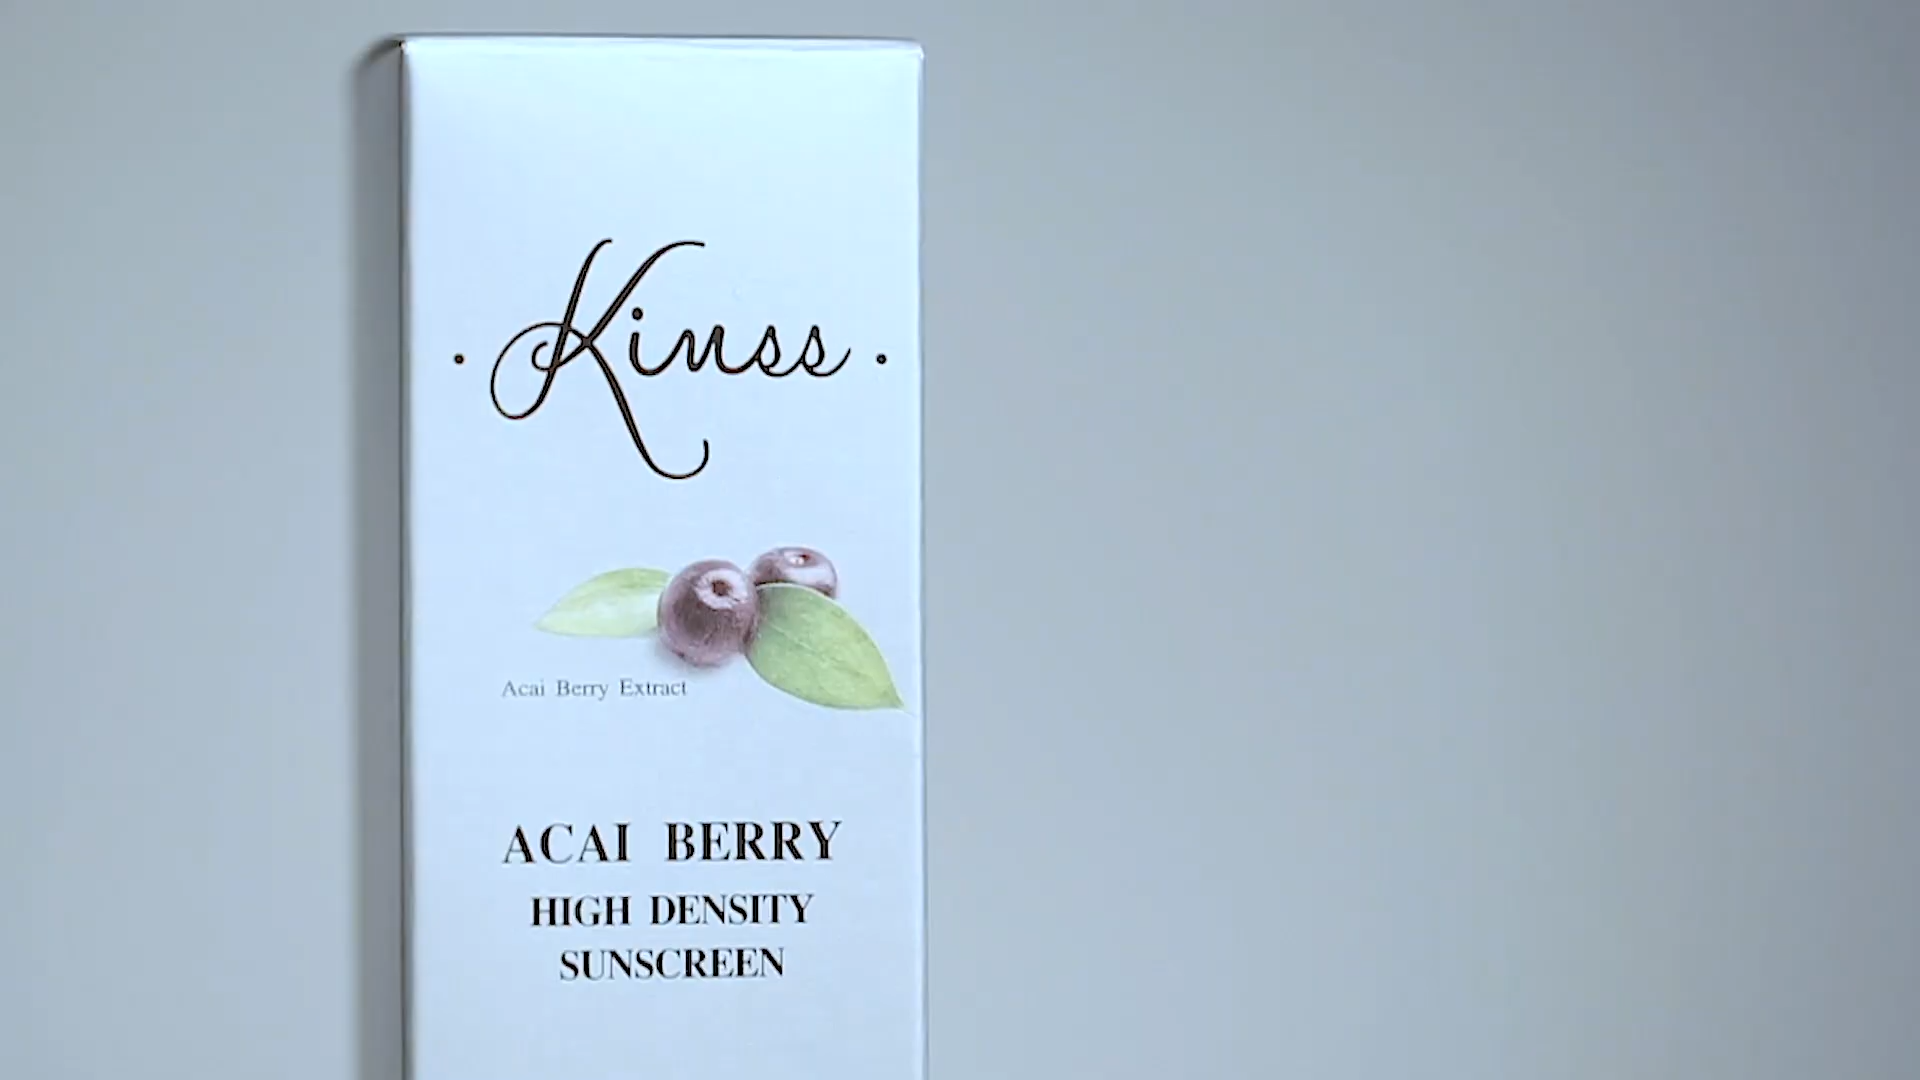 · Kinss ·
Acai Berry Extract
ACAI BERRY
HIGH DENSITY
SUNSCREEN